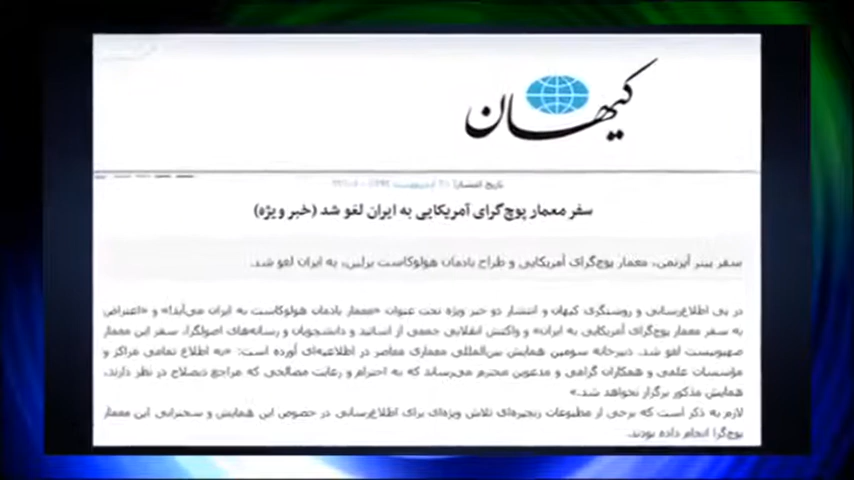 کیهان
تاریخ انتشار:
سفر معمار پوچ‌گرای آمریکایی به ایران لغو شد (خبر ویژه)
سفر پیتر آیزنمن، معمار پوچ‌گرای آمریکایی و طراح یادمان هولوکاست برلین، به ایران لغو شد.
در پی اطلاع‌رسانی و روشنگری کیهان و انتشار دو خبر ویژه تحت عنوان «معمار یادمان هولوکاست به ایران می‌آید!» و «اعتراض
به سفر معمار پوچ‌گرای آمریکایی به ایران» و واکنش انقلابی جمعی از اساتید و دانشجویان و رسانه‌های اصولگرا، سفر این معمار
صهیونیست لغو شد. دبیرخانه سومین همایش بین‌المللی معماری معاصر در اطلاعیه‌ای آورده است: «به اطلاع تمامی مراکز و
مؤسسات علمی و همکاران گرامی و مدعوین محترم می‌رساند که به احترام و رعایت مصالحی که مراجع ذیصلاح در نظر دارند،
همایش مذکور برگزار نخواهد شد.»
لازم به ذکر است که برخی از مطبوعات زنجیره‌ای تلاش ویژه‌ای برای اطلاع‌رسانی در خصوص این همایش و سخنرانی این معمار
پوچ‌گرا انجام داده بودند.